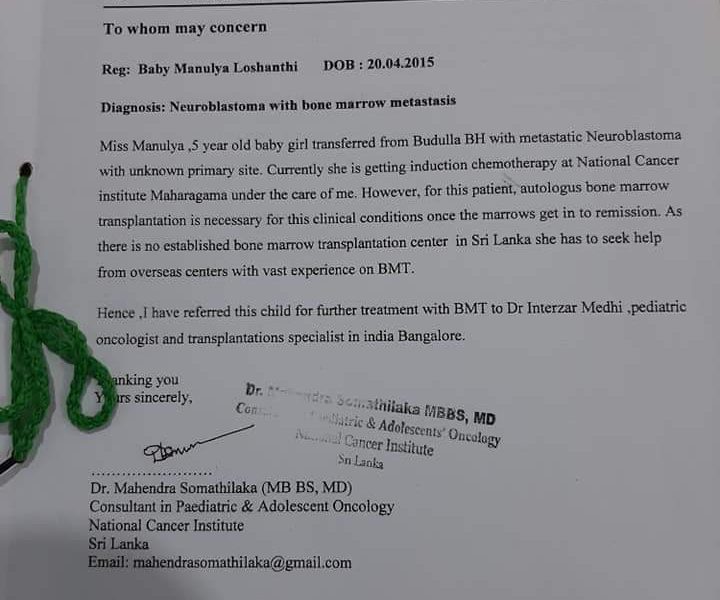 To whom may concern
Reg: Baby Manulya Loshanthi DOB : 20.04.2015
Diagnosis: Neuroblastoma with bone marrow metastasis
Miss Manulya ,5 year old baby girl transferred from Budulla BH with metastatic Neuroblastoma
with unknown primary site. Currently she is getting induction chemotherapy at National Cancer
institute Maharagama under the care of me. However, for this patient, autologus bone marrow
transplantation is necessary for this clinical conditions once the marrows get in to remission. As
there is no established bone marrow transplantation center in Sri Lanka she has to seek help
from overseas centers with vast experience on BMT.
Hence ,I have referred this child for further treatment with BMT to Dr Interzar Medhi ,pediatric
oncologist and transplantations specialist in india Bangalore.
anking you
Y rs sincerely,
Dr. Somathilaka MBBS, MD
& Adolescents' Oncology
Cancer Institute
Sri Lanka
Dr. Mahendra Somathilaka (MB BS, MD)
Consultant in Paediatric & Adolescent Oncology
National Cancer Institute
Sri Lanka
Email: mahendrasomathilaka@gmail.com